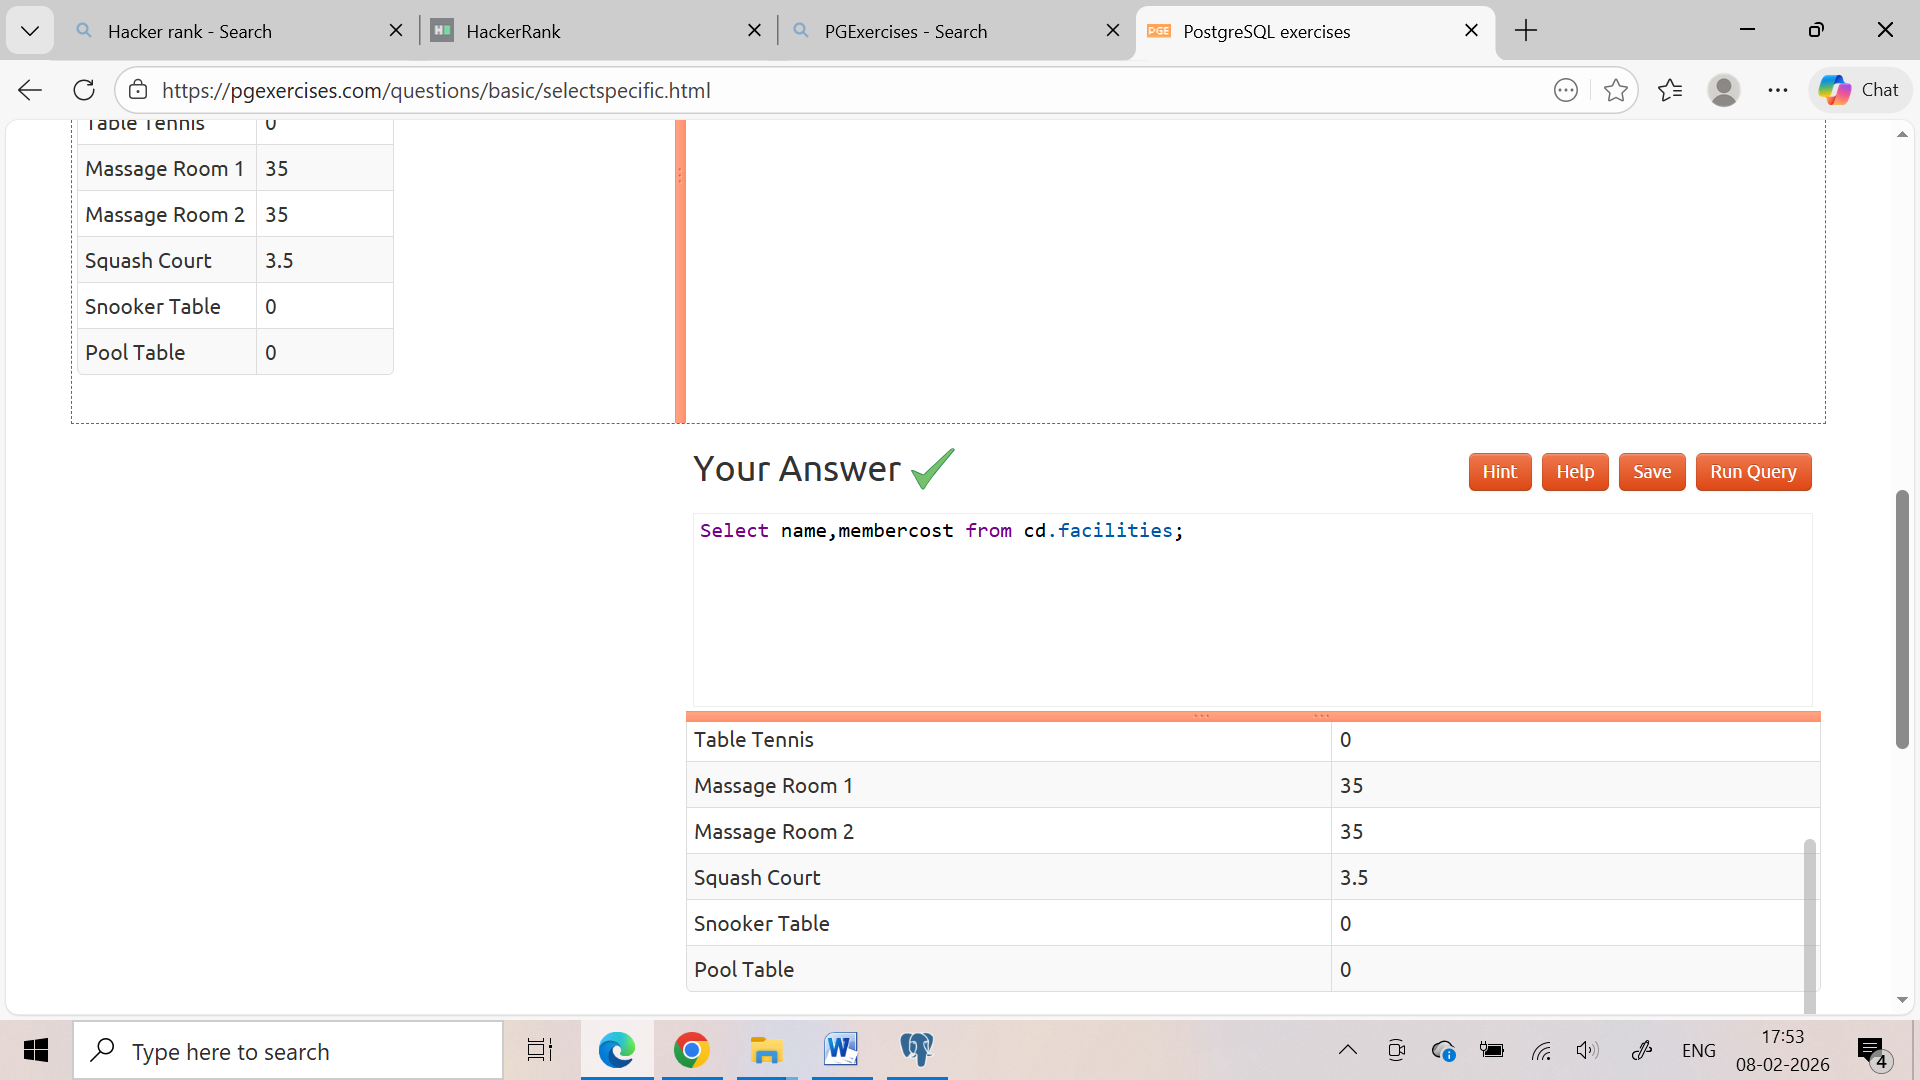 Hacker rank - Search
HackerRank
PGExercises - Search
PGE
PostgreSQL exercises
https://pgexercises.com/questions/basic/selectspecific.html
Chat
Table Tennis 0
Massage Room 1 35
Massage Room 2 35
Squash Court 3.5
Snooker Table 0
Pool Table 0
Your Answer
Hint
Help
Save
Run Query
Select name,membercost from cd.facilities;
Table Tennis 0
Massage Room 1 35
Massage Room 2 35
Squash Court 3.5
Snooker Table 0
Pool Table 0
Type here to search
W
ENG
17:53
08-02-2026
4